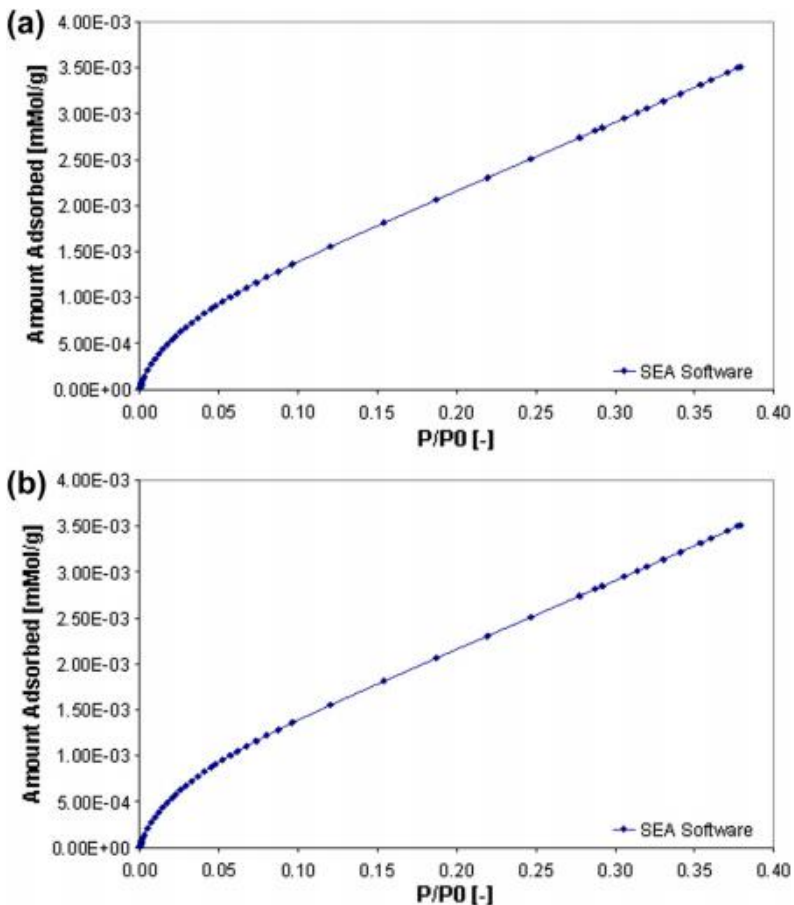 (a)
4.00E-03
3.50E-03
3.00E-03
2.50E-03
2.00E-03
1.50E-03
1.00E-03
5.00E-04
0.00E+00
Amount Adsorbed [mMol/g]
SEA Software
0.00 0.05 0.10 0.15 0.20 0.25 0.30 0.35 0.40
P/P0 [-]
(b)
4.00E-03
3.50E-03
3.00E-03
2.50E-03
2.00E-03
1.50E-03
1.00E-03
5.00E-04
0.00E+00
Amount Adsorbed [mMol/g]
SEA Software
0.00 0.05 0.10 0.15 0.20 0.25 0.30 0.35 0.40
P/P0 [-]